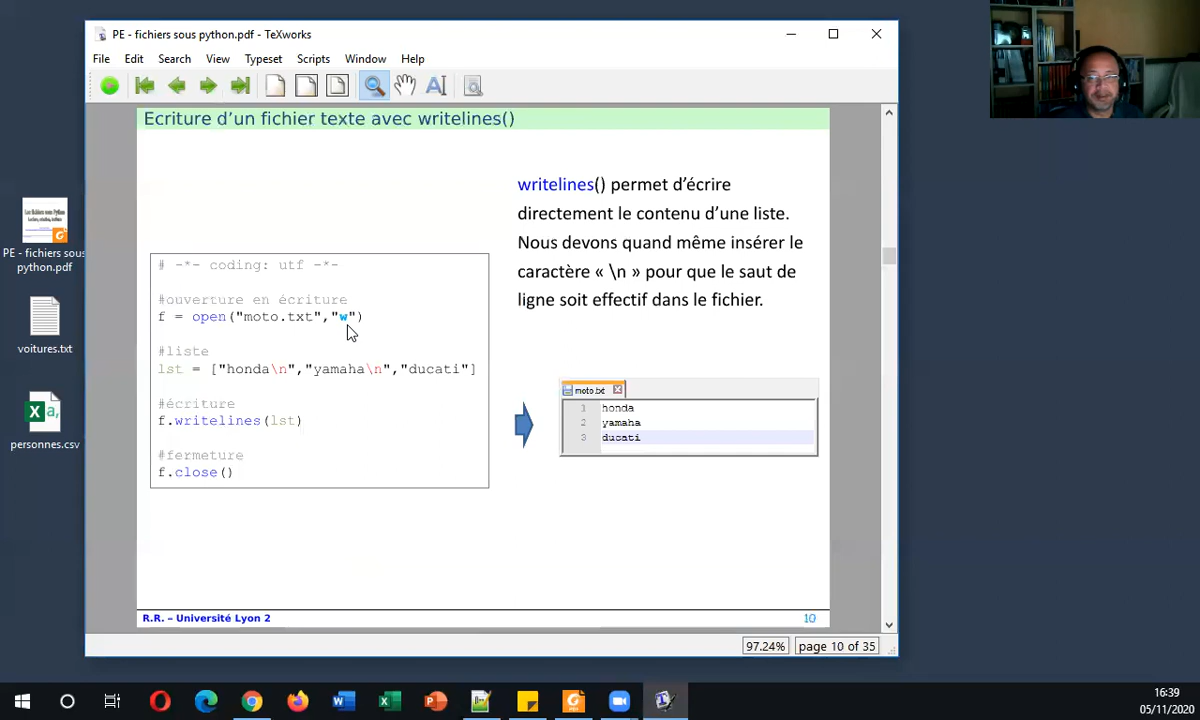 PE - fichiers sous python.pdf - TeXworks
File Edit Search View Typeset Scripts Window Help
Ecriture d'un fichier texte avec writelines()
writelines() permet d'écrire
directement le contenu d'une liste.
Nous devons quand même insérer le
caractère « \n » pour que le saut de
ligne soit effectif dans le fichier.
# -*- coding: utf -*-
#ouverture en écriture
f = open("moto.txt","w")
#liste
lst = ["honda\n","yamaha\n","ducati"]
#écriture
f.writelines(lst)
#fermeture
f.close()
moto.txt
1 honda
2 yamaha
3 ducati
R.R. – Université Lyon 2
10
97.24%
page 10 of 35
PE - fichiers sous
python.pdf
voitures.txt
personnes.csv
16:39
05/11/2020